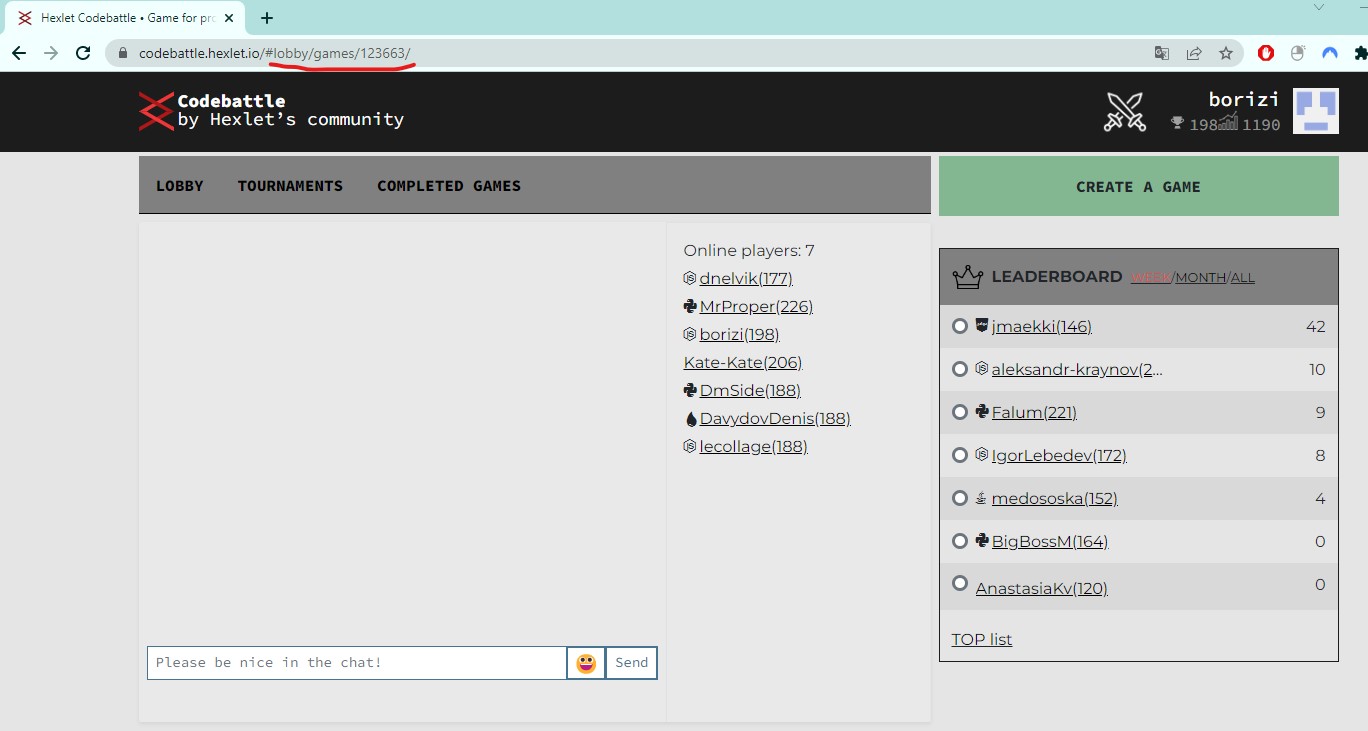 Hexlet Codebattle • Game for pro
codebattle.hexlet.io/#lobby/games/123663/
Codebattle
by Hexlet's community
borizi
198 1190
LOBBY TOURNAMENTS COMPLETED GAMES
CREATE A GAME
Online players: 7
dnelvik(177)
MrProper(226)
borizi(198)
Kate-Kate(206)
DmSide(188)
DavydovDenis(188)
lecollage(188)
Please be nice in the chat!
Send
LEADERBOARD WEEK/MONTH/ALL
jmaekki(146) 42
aleksandr-kraynov(2... 10
Falum(221) 9
IgorLebedev(172) 8
medososka(152) 4
BigBossM(164) 0
AnastasiaKv(120) 0
TOP list